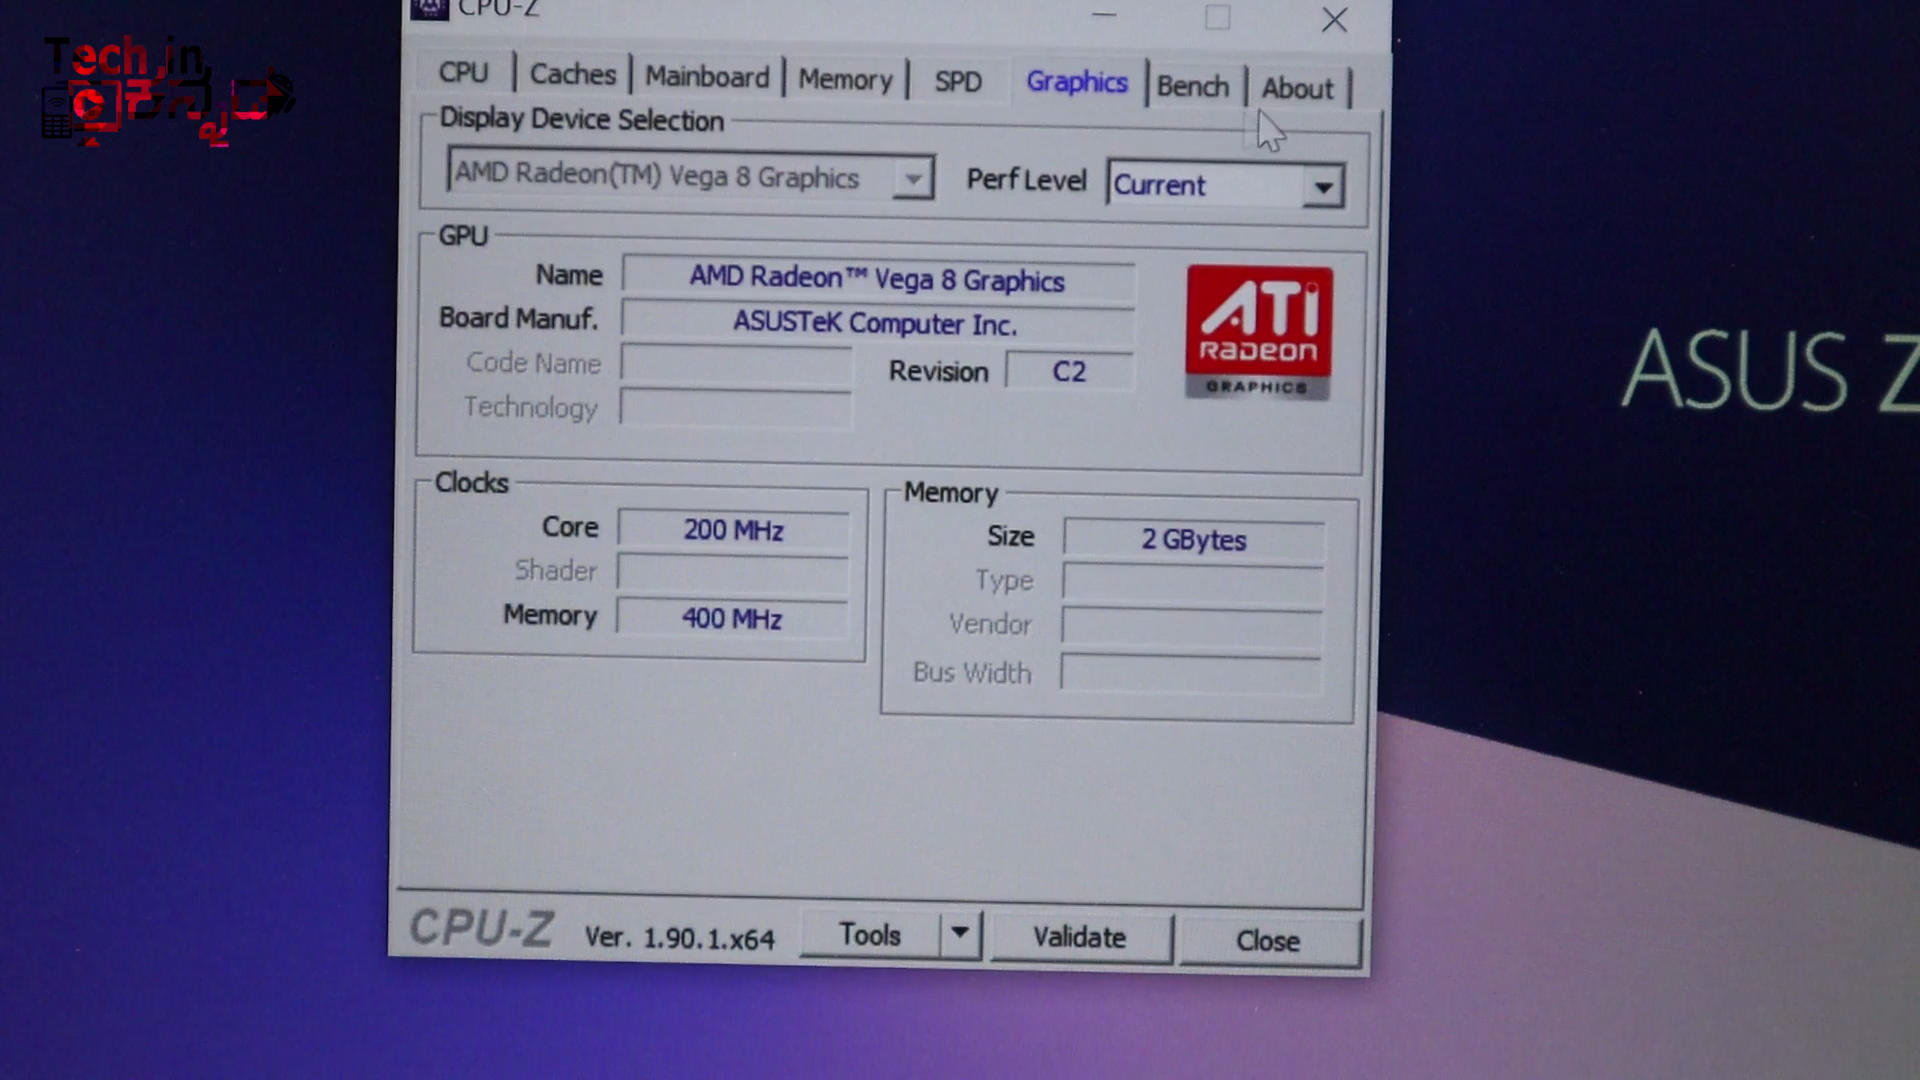 CPU-Z
Tech in
CPU Caches Mainboard Memory SPD Graphics Bench About
Display Device Selection
AMD Radeon(TM) Vega 8 Graphics Perf Level Current
GPU
Name AMD Radeon™ Vega 8 Graphics
Board Manuf. ASUSTeK Computer Inc.
Code Name Revision C2
Technology
ATI
RADEON
GRAPHICS
ASUS Z
Clocks
Core 200 MHz
Shader
Memory 400 MHz
Memory
Size 2 GBytes
Type
Vendor
Bus Width
CPU-Z Ver. 1.90.1.x64 Tools Validate Close